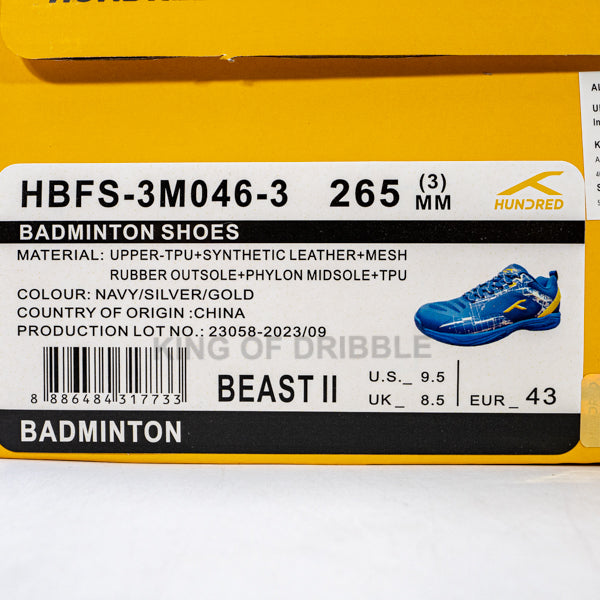 HBFS-3M046-3 265 (3) MM
HUNDRED
BADMINTON SHOES
MATERIAL: UPPER-TPU+SYNTHETIC LEATHER+MESH
RUBBER OUTSOLE+PHYLON MIDSOLE+TPU
COLOUR: NAVY/SILVER/GOLD
COUNTRY OF ORIGIN :CHINA
PRODUCTION LOT NO.: 23058-2023/09
KING OF DRIBBLE
8 886484 317733
BEAST II
U.S._ 9.5
UK_ 8.5
EUR_ 43
BADMINTON